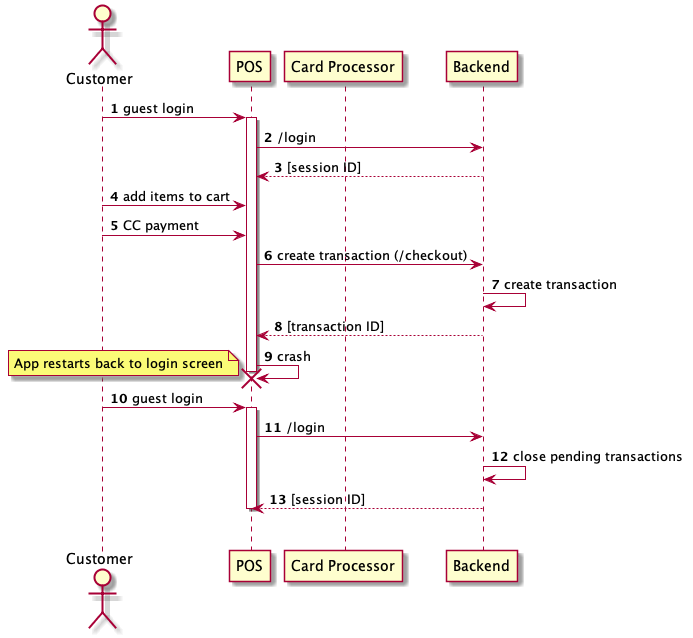 Customer
POS
Card Processor
Backend
1 guest login
2 /login
3 [session ID]
4 add items to cart
5 CC payment
6 create transaction (/checkout)
7 create transaction
8 [transaction ID]
9 crash
App restarts back to login screen
10 guest login
11 /login
12 close pending transactions
13 [session ID]
Customer
POS
Card Processor
Backend